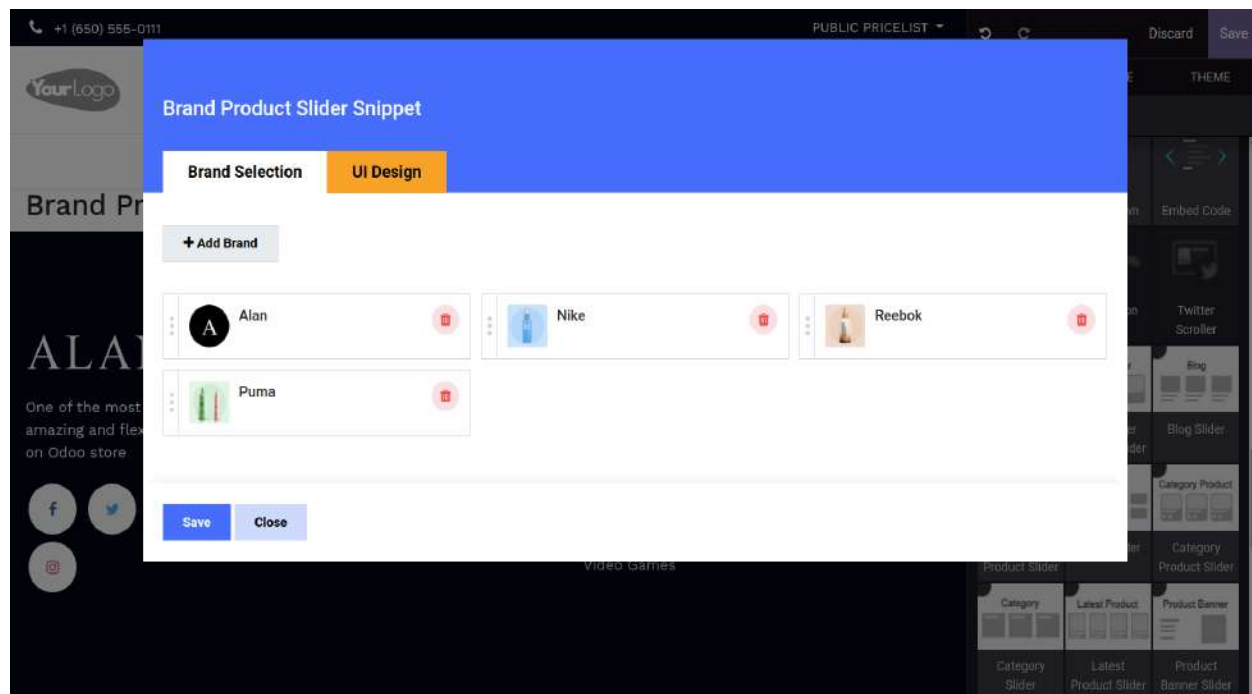 +1 (650) 555-0111
PUBLIC PRICELIST
Discard
Save
YourLogo
THEME
Brand Product Slider Snippet
Brand Selection
UI Design
Brand Pr
Embed Code
+ Add Brand
A Alan
Nike
Reebok
Twitter
Scroller
Puma
ALA
Blog
One of the most
amazing and flex
on Odoo store
Blog Slider
Category Product
Save
Close
Category
Product Slider
Product Slider
Video Games
Category
Latest Product
Product Banner
Category
Slider
Latest
Product Slider
Product
Banner Slider